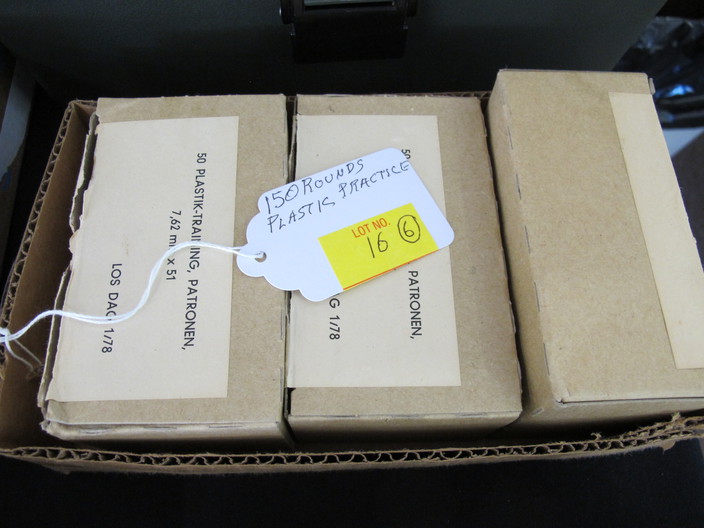 50 PLASTIK-TRAINING, PATRONEN,
7,62 mm x 51
LOS DAG 1/78
150 ROUNDS
PLASTIC PRACTICE
LOT NO.
16 6
50
PATRONEN,
1/78